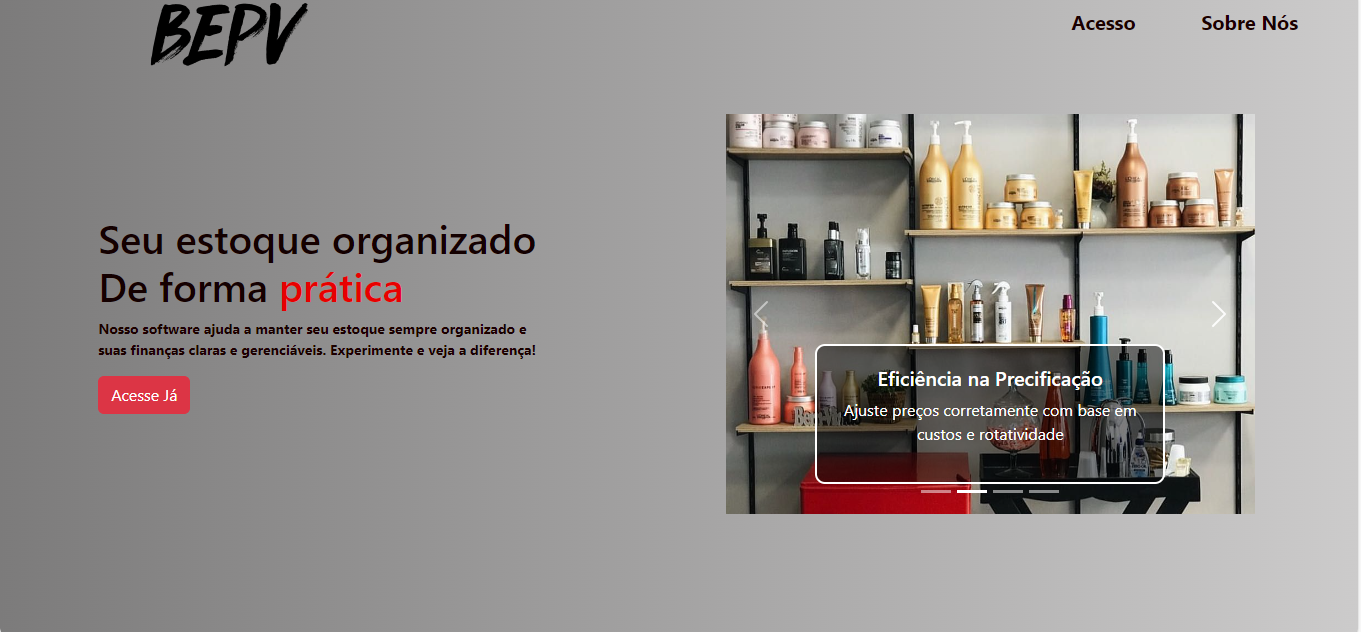 BEPV
Acesso
Sobre Nós
Seu estoque organizado
De forma prática
Nosso software ajuda a manter seu estoque sempre organizado e
suas finanças claras e gerenciáveis. Experimente e veja a diferença!
Acesse Já
Eficiência na Precificação
Ajuste preços corretamente com base em
custos e rotatividade